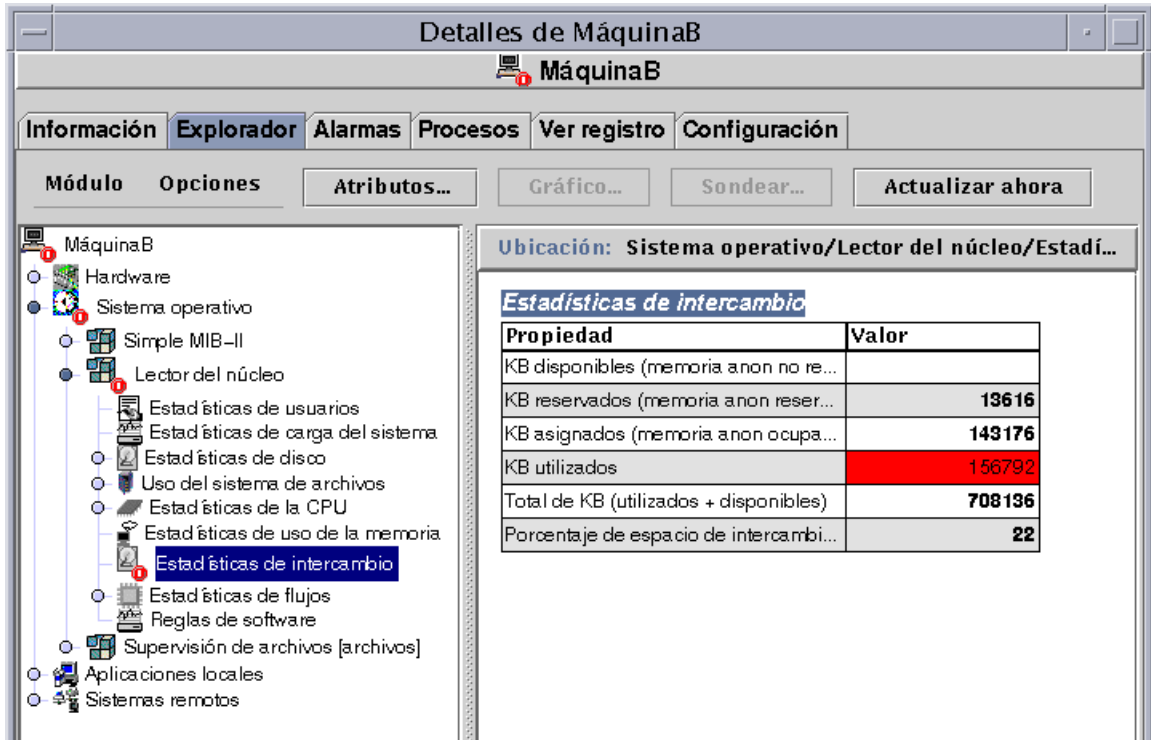 Detalles de MáquinaB
MáquinaB
Información Explorador Alarmas Procesos Ver registro Configuración
Módulo Opciones Atributos... Gráfico... Sondear... Actualizar ahora
MáquinaB
Hardware
Sistema operativo
Simple MIB-II
Lector del núcleo
Estadísticas de usuarios
Estadísticas de carga del sistema
Estadísticas de disco
Uso del sistema de archivos
Estadísticas de la CPU
Estadísticas de uso de la memoria
Estadísticas de intercambio
Estadísticas de flujos
Reglas de software
Supervisión de archivos [archivos]
Aplicaciones locales
Sistemas remotos
Ubicación: Sistema operativo/Lector del núcleo/Estadí...
Estadísticas de intercambio
Propiedad Valor
KB disponibles (memoria anon no re...
KB reservados (memoria anon reser... 13616
KB asignados (memoria anon ocupa... 143176
KB utilizados 156792
Total de KB (utilizados + disponibles) 708136
Porcentaje de espacio de intercambi... 22